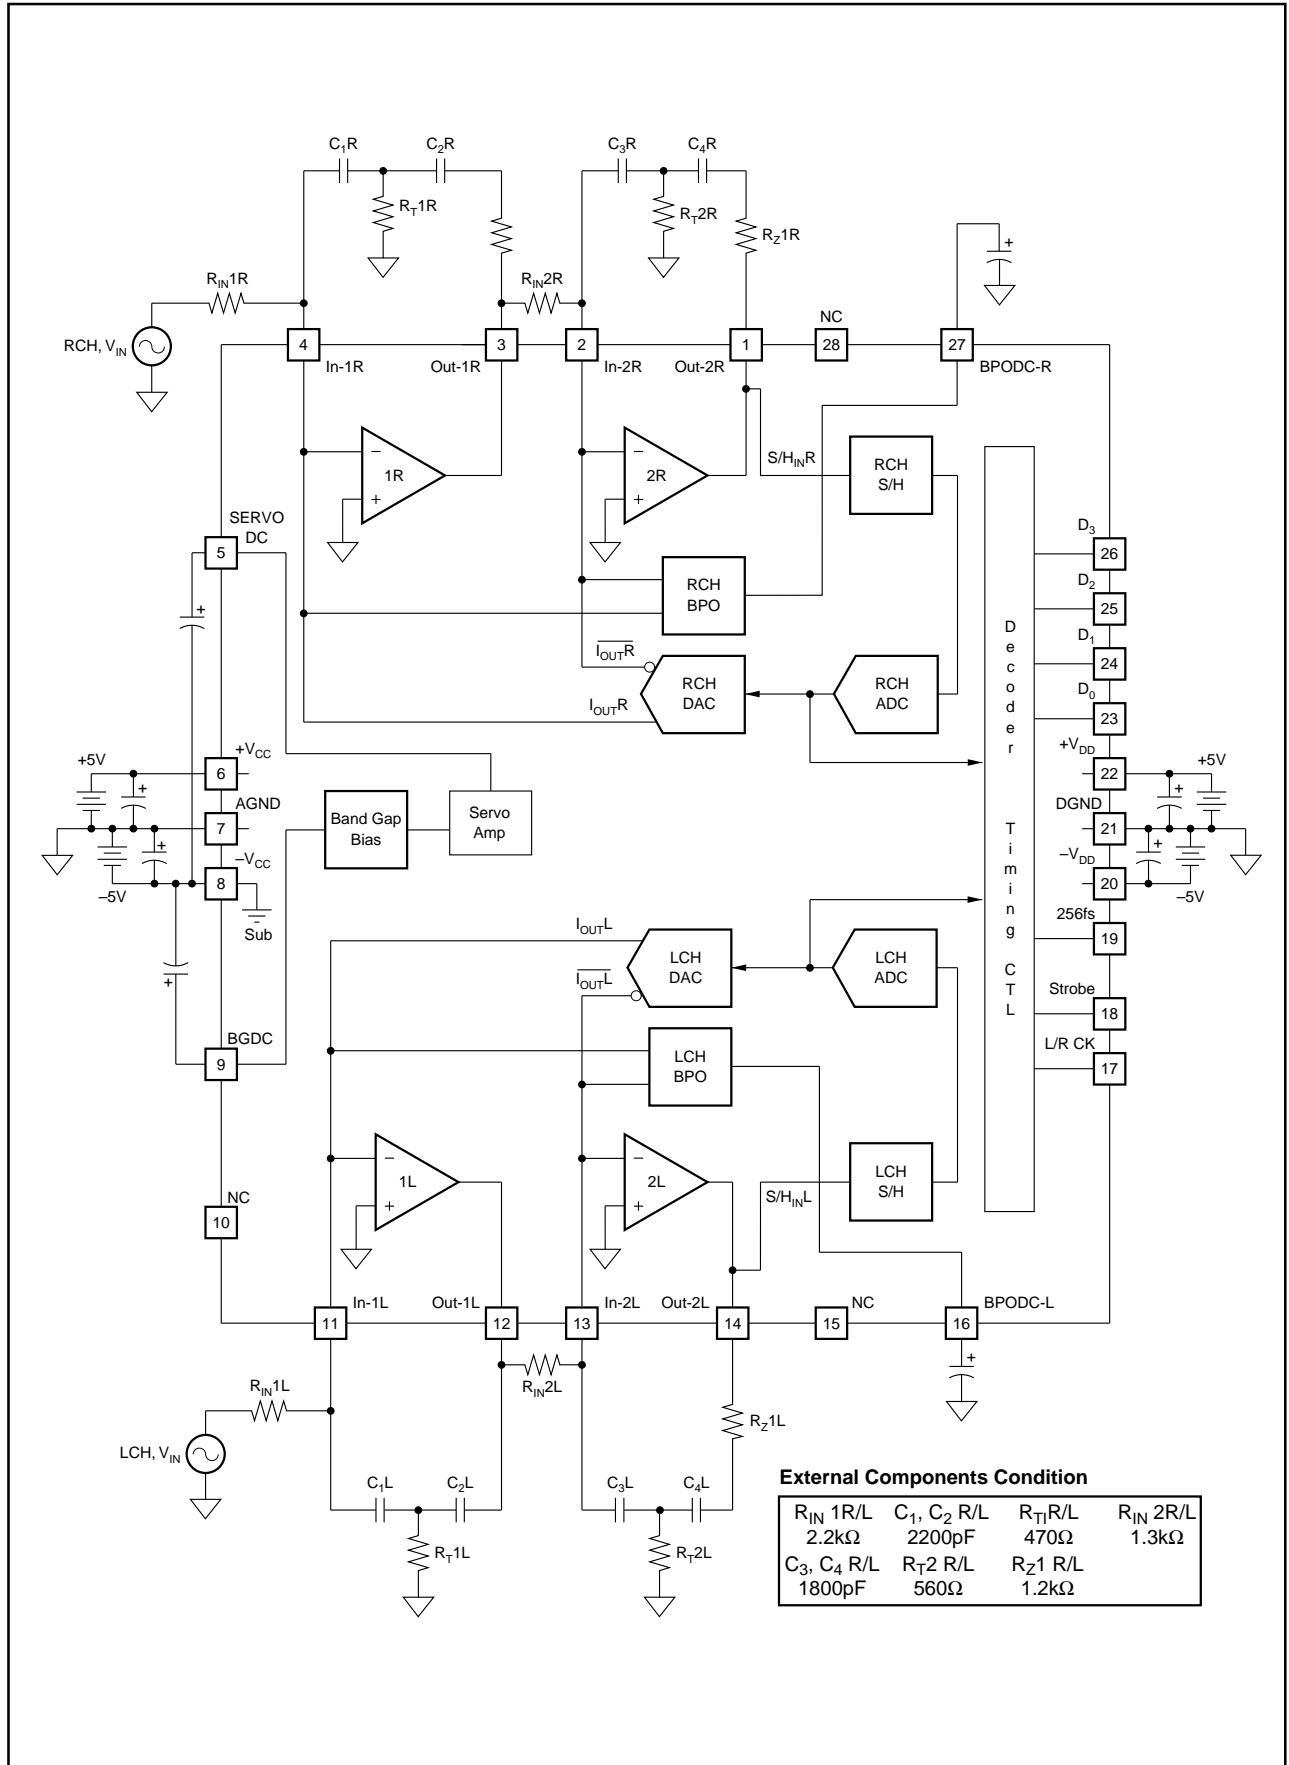 C1R C2R C3R C4R
RT1R RT2R RZ1R
+
RIN1R RIN2R
RCH, VIN
NC
4 3 2 1 28 27
In-1R Out-1R In-2R Out-2R BPODC-R
− −
1R 2R
+ +
S/HINR
RCH
S/H
SERVO
DC
5
D3
26
RCH
BPO
D2
25
+
D1
24
IOUTR
RCH
DAC
RCH
ADC
D0
23
IOUTR
+VCC
+5V
6
+
AGND
7
+
−VCC
8
−5V
Sub
Band Gap
Bias
Servo
Amp
Decoder
Timing
CTL
+VDD
22
+5V
+
DGND
21
+
−VDD
20
−5V
256fs
19
IOUTL
LCH
DAC
LCH
ADC
IOUTL
+
Strobe
18
BGDC
9
LCH
BPO
L/R CK
17
− −
1L 2L
+ +
S/HINL
LCH
S/H
NC
10
In-1L Out-1L In-2L Out-2L NC BPODC-L
11 12 13 14 15 16
+
RIN1L RIN2L
RZ1L
LCH, VIN
C1L C2L C3L C4L
RT1L RT2L
External Components Condition
RIN 1R/L C1, C2 R/L RTIR/L RIN 2R/L
2.2kΩ 2200pF 470Ω 1.3kΩ
C3, C4 R/L RT2 R/L RZ1 R/L
1800pF 560Ω 1.2kΩ